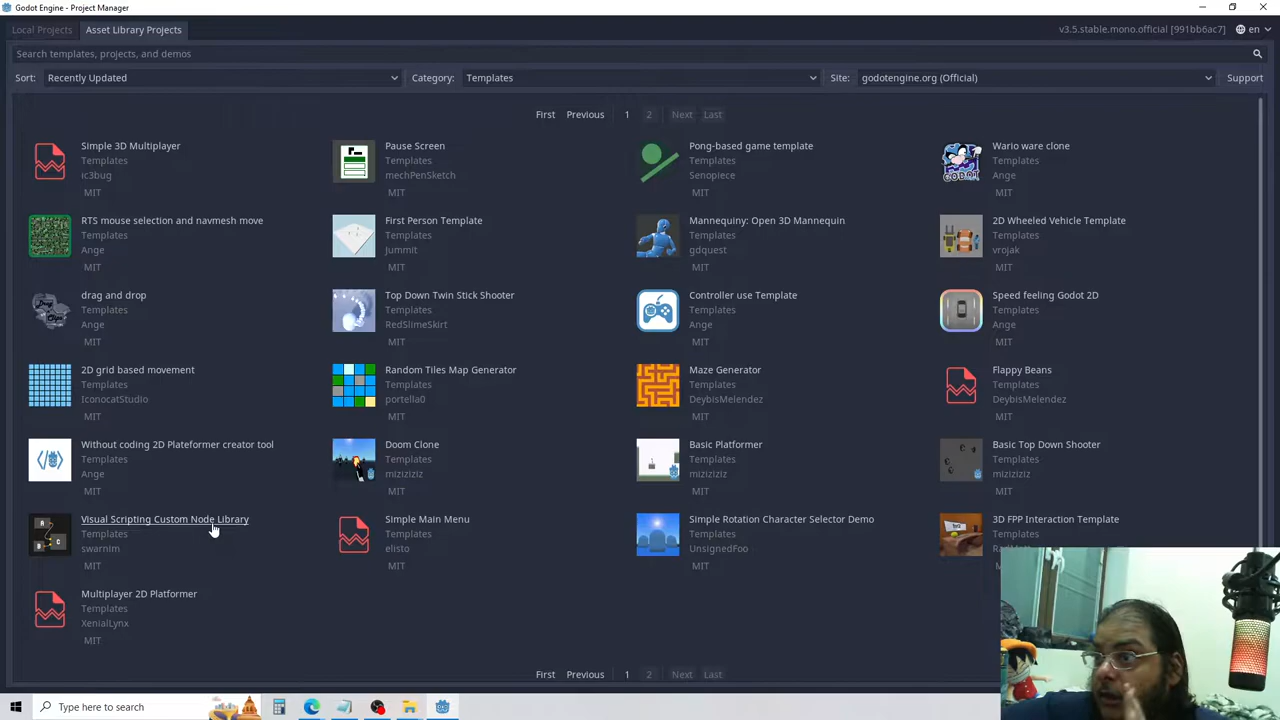 Godot Engine - Project Manager
Local Projects
Asset Library Projects
v3.5.stable.mono.official [991bb6ac7]
en
Search templates, projects, and demos
Sort:
Recently Updated
Category:
Templates
Site:
godotengine.org (Official)
Support
First Previous 1 2 Next Last
Simple 3D Multiplayer
Templates
ic3bug
MIT
Pause Screen
Templates
mechPenSketch
MIT
Pong-based game template
Templates
Senopiece
MIT
Wario ware clone
Templates
Ange
MIT
RTS mouse selection and navmesh move
Templates
Ange
MIT
First Person Template
Templates
Jummit
MIT
Mannequiny: Open 3D Mannequin
Templates
gdquest
MIT
2D Wheeled Vehicle Template
Templates
vrojak
MIT
drag and drop
Templates
Ange
MIT
Top Down Twin Stick Shooter
Templates
RedSlimeSkirt
MIT
Controller use Template
Templates
Ange
MIT
Speed feeling Godot 2D
Templates
Ange
MIT
2D grid based movement
Templates
IconocatStudio
MIT
Random Tiles Map Generator
Templates
portella0
MIT
Maze Generator
Templates
DeybisMelendez
MIT
Flappy Beans
Templates
DeybisMelendez
MIT
Without coding 2D Plateformer creator tool
Templates
Ange
MIT
Doom Clone
Templates
miziziziz
MIT
Basic Platformer
Templates
miziziziz
MIT
Basic Top Down Shooter
Templates
miziziziz
MIT
Visual Scripting Custom Node Library
Templates
swarnim
MIT
Simple Main Menu
Templates
elisto
MIT
Simple Rotation Character Selector Demo
Templates
UnsignedFoo
MIT
3D FPP Interaction Template
Templates
Multiplayer 2D Platformer
Templates
XenialLynx
MIT
First Previous 1 2 Next Last
Type here to search